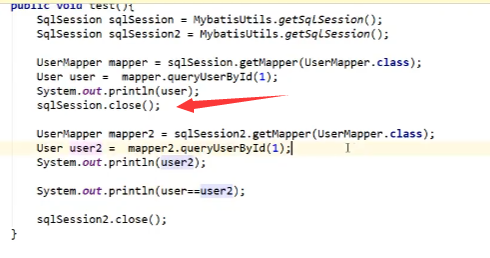 public void test(){
SqlSession sqlSession = MybatisUtils.getSqlSession();
SqlSession sqlSession2 = MybatisUtils.getSqlSession();
UserMapper mapper = sqlSession.getMapper(UserMapper.class);
User user =  mapper.queryUserById(1);
System.out.println(user);
sqlSession.close();
UserMapper mapper2 = sqlSession2.getMapper(UserMapper.class);
User user2 =  mapper2.queryUserById(1);
System.out.println(user2);
System.out.println(user==user2);
sqlSession2.close();
}